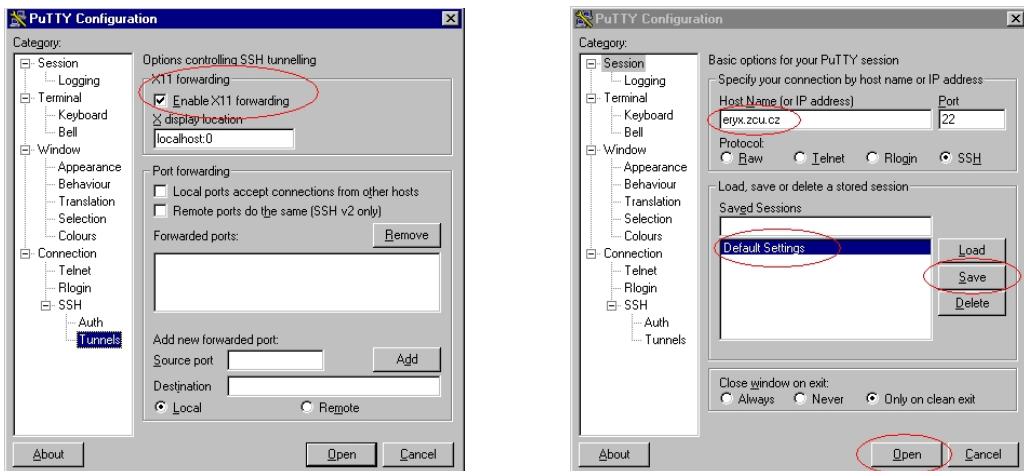 PuTTY Configuration
Category:
Session
Logging
Terminal
Keyboard
Bell
Window
Appearance
Behaviour
Translation
Selection
Colours
Connection
Telnet
Rlogin
SSH
Auth
Tunnels
Options controlling SSH tunnelling
X11 forwarding
Enable X11 forwarding
X display location
localhost:0
Port forwarding
Local ports accept connections from other hosts
Remote ports do the same (SSH v2 only)
Forwarded ports:
Remove
Add new forwarded port:
Source port
Add
Destination
Local
Remote
About
Open
Cancel
PuTTY Configuration
Category:
Session
Logging
Terminal
Keyboard
Bell
Window
Appearance
Behaviour
Translation
Selection
Colours
Connection
Telnet
Rlogin
SSH
Auth
Tunnels
Basic options for your PuTTY session
Specify your connection by host name or IP address
Host Name (or IP address)
Port
eryx.zcu.cz
22
Protocol:
Raw
Telnet
Rlogin
SSH
Load, save or delete a stored session
Saved Sessions
Default Settings
Load
Save
Delete
Close window on exit:
Always
Never
Only on clean exit
About
Open
Cancel